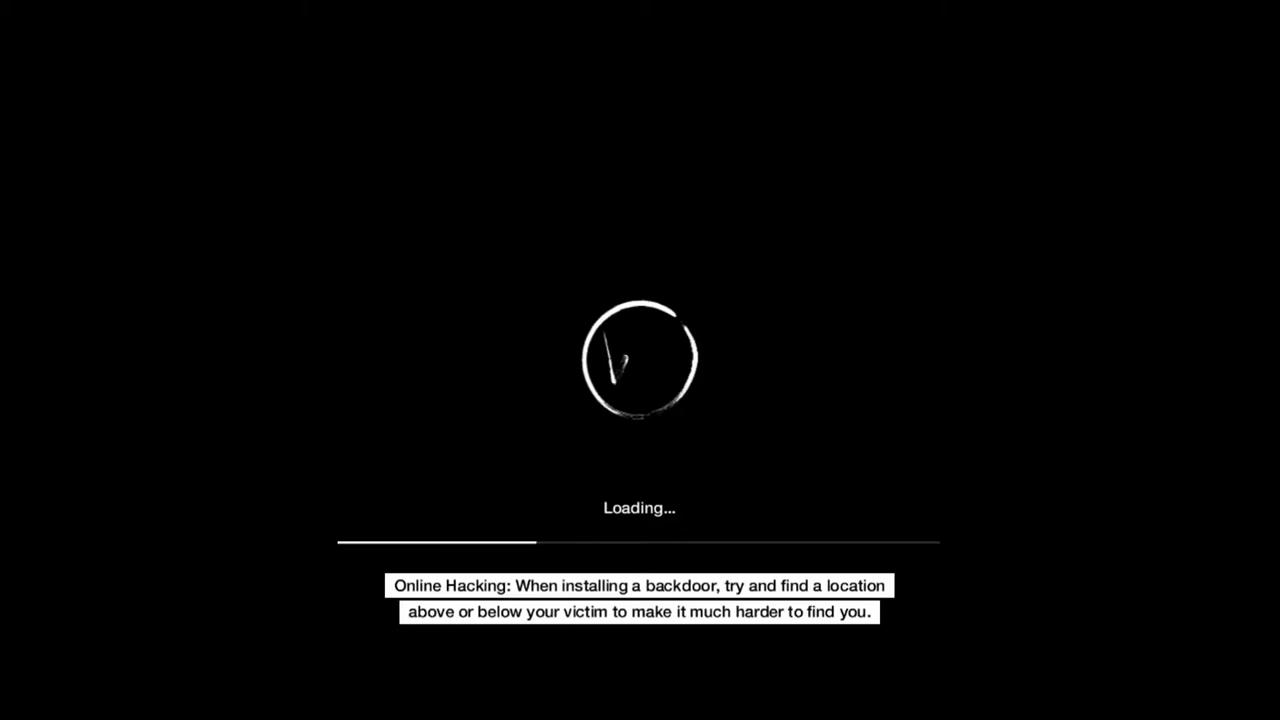 Loading...
Online Hacking: When installing a backdoor, try and find a location
above or below your victim to make it much harder to find you.